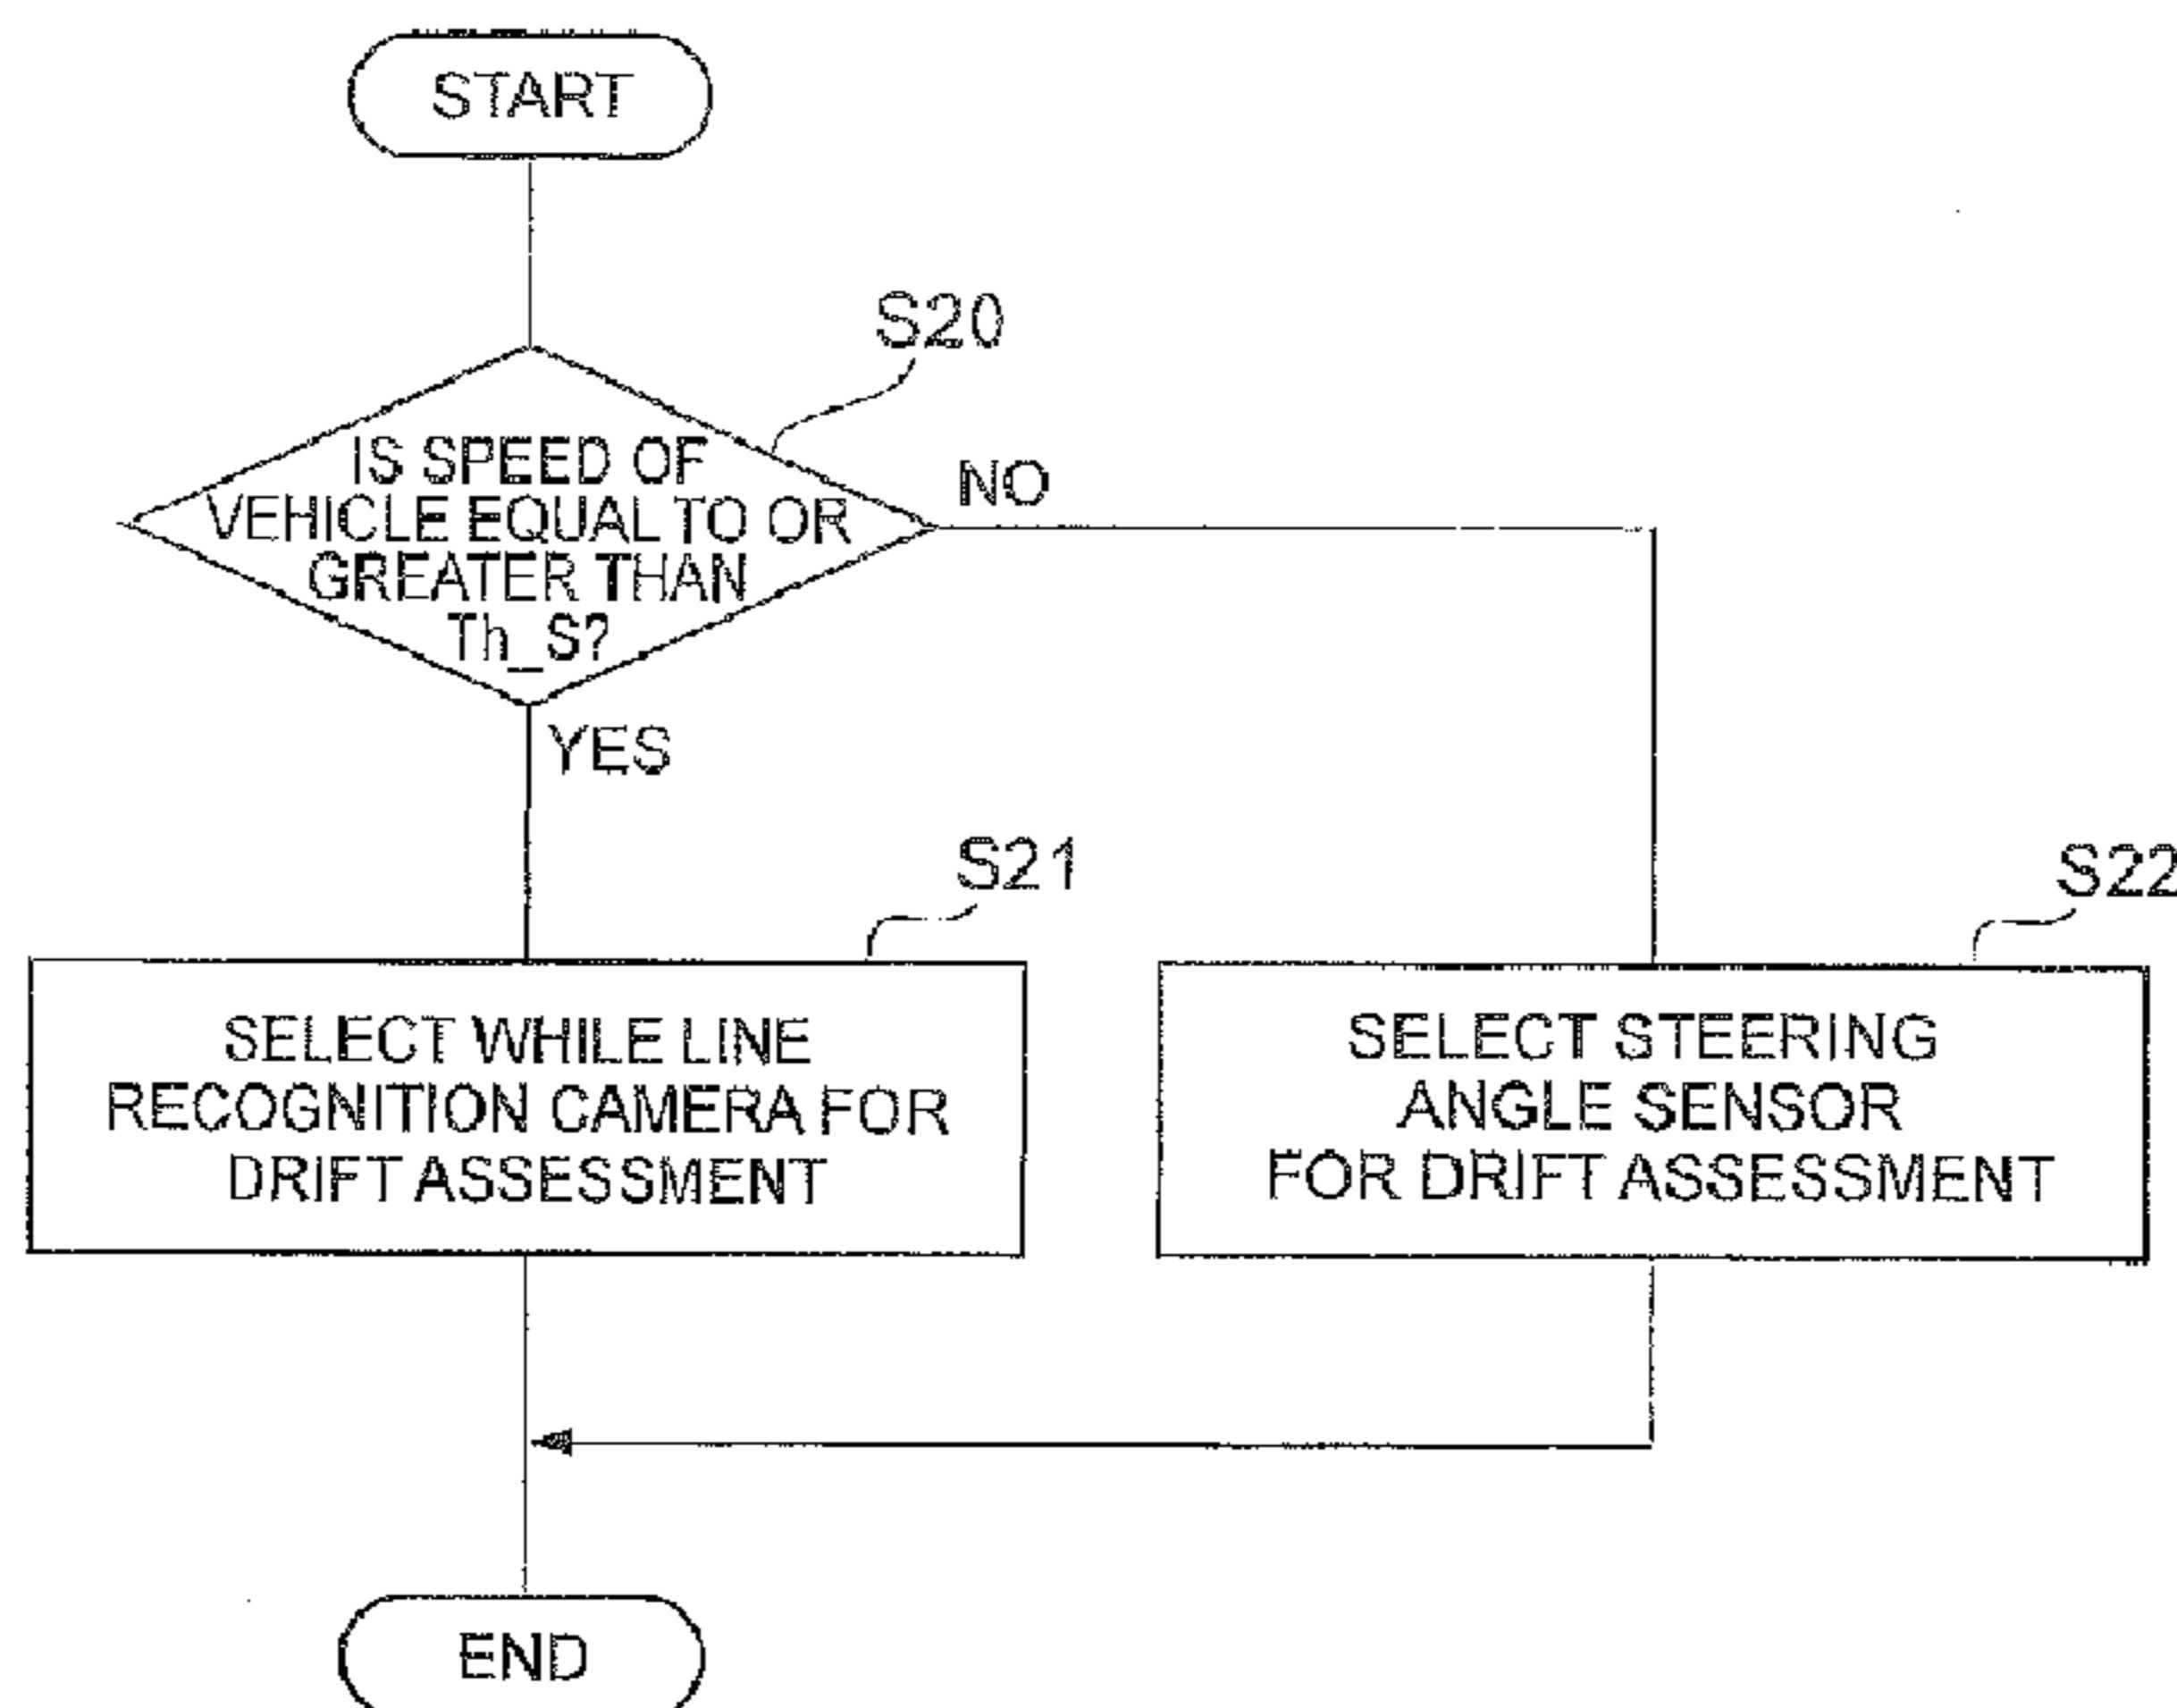 START
S20
IS SPEED OF
VEHICLE EQUAL TO OR
GREATER THAN
Th_S?
NO
YES
S21
SELECT WHILE LINE
RECOGNITION CAMERA FOR
DRIFT ASSESSMENT
S22
SELECT STEERING
ANGLE SENSOR
FOR DRIFT ASSESSMENT
END